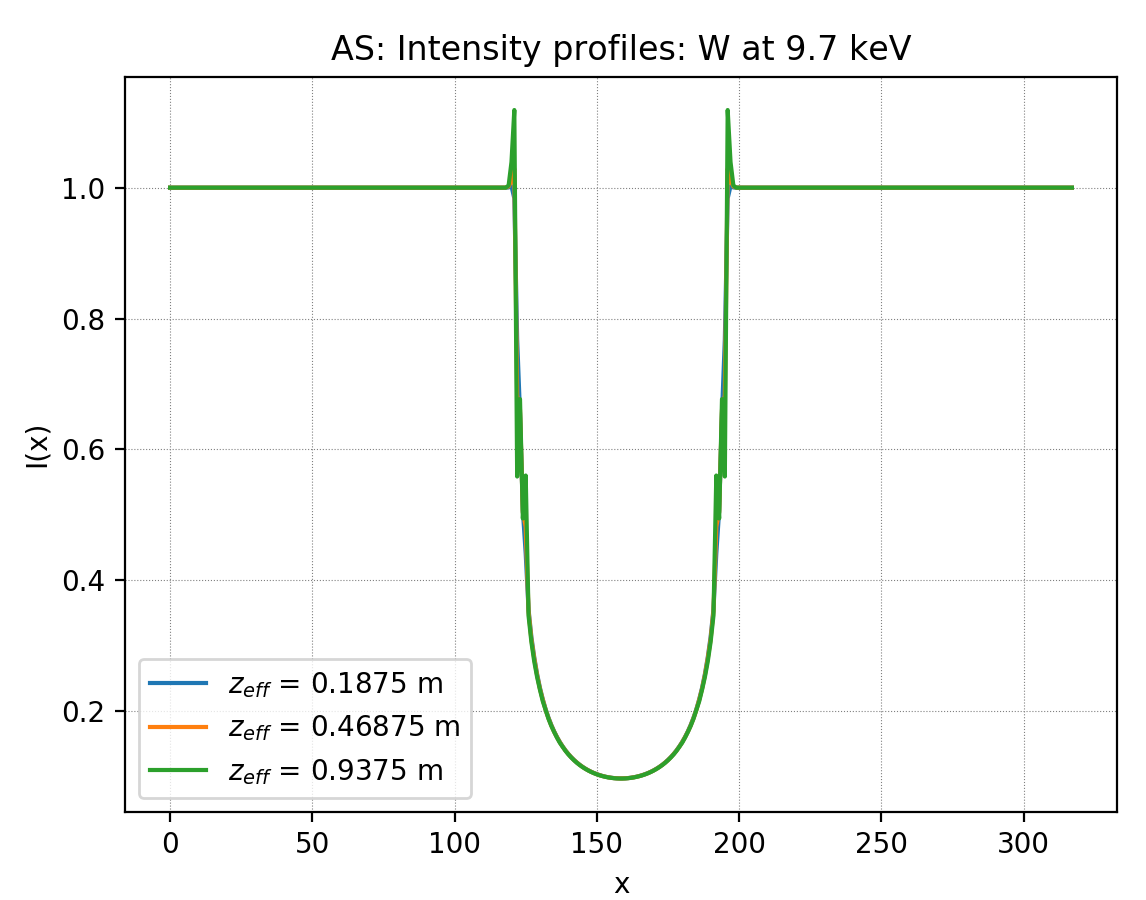 AS: Intensity profiles: W at 9.7 keV
I(x)
1.0
0.8
0.6
0.4
0.2
z_eff = 0.1875 m
z_eff = 0.46875 m
z_eff = 0.9375 m
0 50 100 150 200 250 300
x